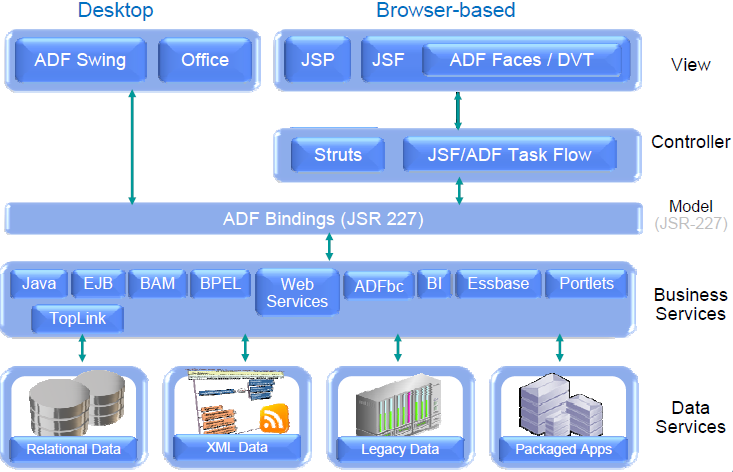 Desktop
Browser-based
ADF Swing
Office
JSP
JSF
ADF Faces / DVT
View
Struts
JSF/ADF Task Flow
Controller
ADF Bindings (JSR 227)
Model
(JSR-227)
Java
EJB
BAM
BPEL
Web
Services
ADFbc
BI
Essbase
Portlets
TopLink
Business
Services
Relational Data
XML Data
Legacy Data
Packaged Apps
Data
Services